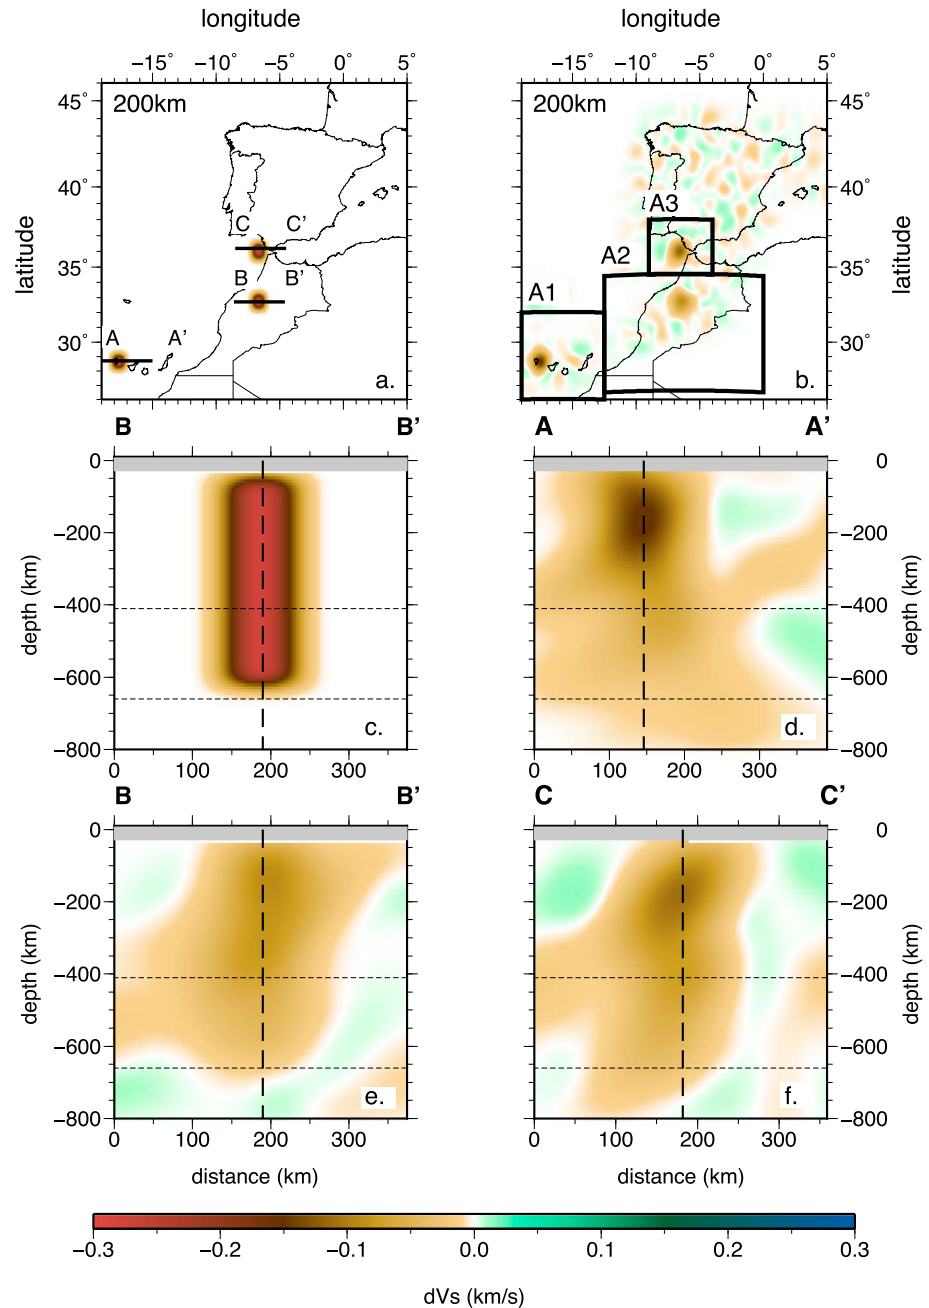 longitude longitude
−15° −10° −5° 0° 5° −15° −10° −5° 0° 5°
200km 200km
45° 45°
40° 40°
35° 35°
30° 30°
latitude latitude
C C' A3
B B' A2
A A' A1
a. b.
B B' A A'
0 0
−200 −200
−400 −400
−600 −600
−800 −800
depth (km) depth (km)
c. d.
0 100 200 300 0 100 200 300
B B' C C'
0 0
−200 −200
−400 −400
−600 −600
−800 −800
depth (km) depth (km)
e. f.
0 100 200 300 0 100 200 300
distance (km) distance (km)
−0.3 −0.2 −0.1 0.0 0.1 0.2 0.3
dVs (km/s)